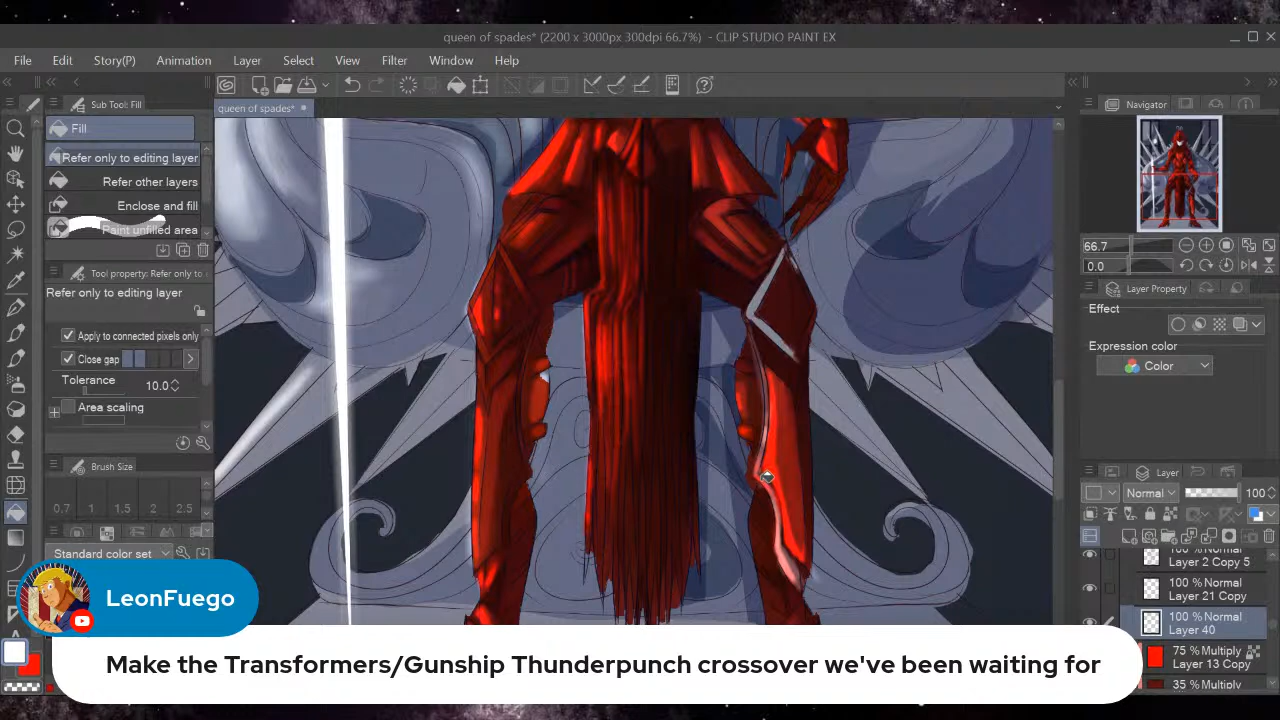 queen of spades* (2200 x 3000px 300dpi 66.7%) - CLIP STUDIO PAINT EX
File Edit Story(P) Animation Layer Select View Filter Window Help
Sub Tool: Fill
queen of spades*
Navigator
Fill
Refer only to editing layer
Refer other layers
Enclose and fill
Paint unfilled area
66.7
0.0
Tool property: Refer only to
Refer only to editing layer
Layer Property
Effect
Apply to connected pixels only
Expression color
Close gap
Color
Tolerance
10.0
Area scaling
Brush Size
Layer
Normal
100
0.7 1 1.5 2 2.5
Standard color set
100 % Normal
Layer 2 Copy 5
100 % Normal
Layer 21 Copy
100 % Normal
Layer 40
75 % Multiply
Layer 13 Copy
35 % Multiply
LeonFuego
Make the Transformers/Gunship Thunderpunch crossover we've been waiting for